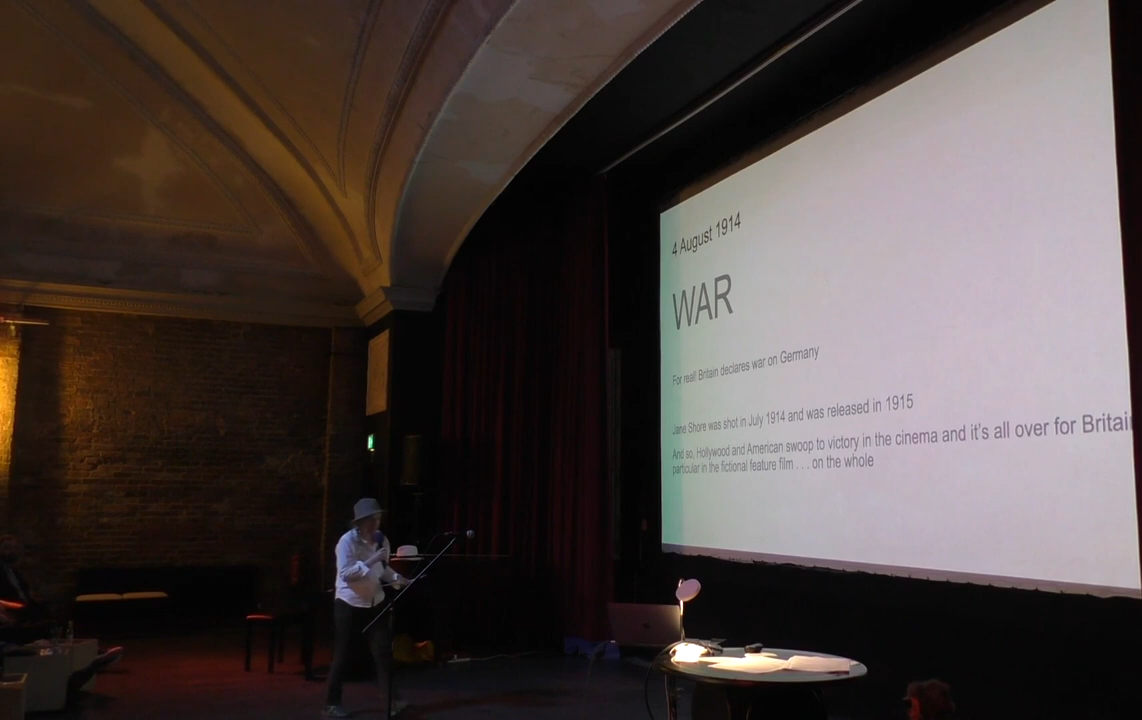 4 August 1914
WAR
For real! Britain declares war on Germany
Jane Shore was shot in July 1914 and was released in 1915
And so, Hollywood and American swoop to victory in the cinema and it's all over for Britain
particular in the fictional feature film . . . on the whole